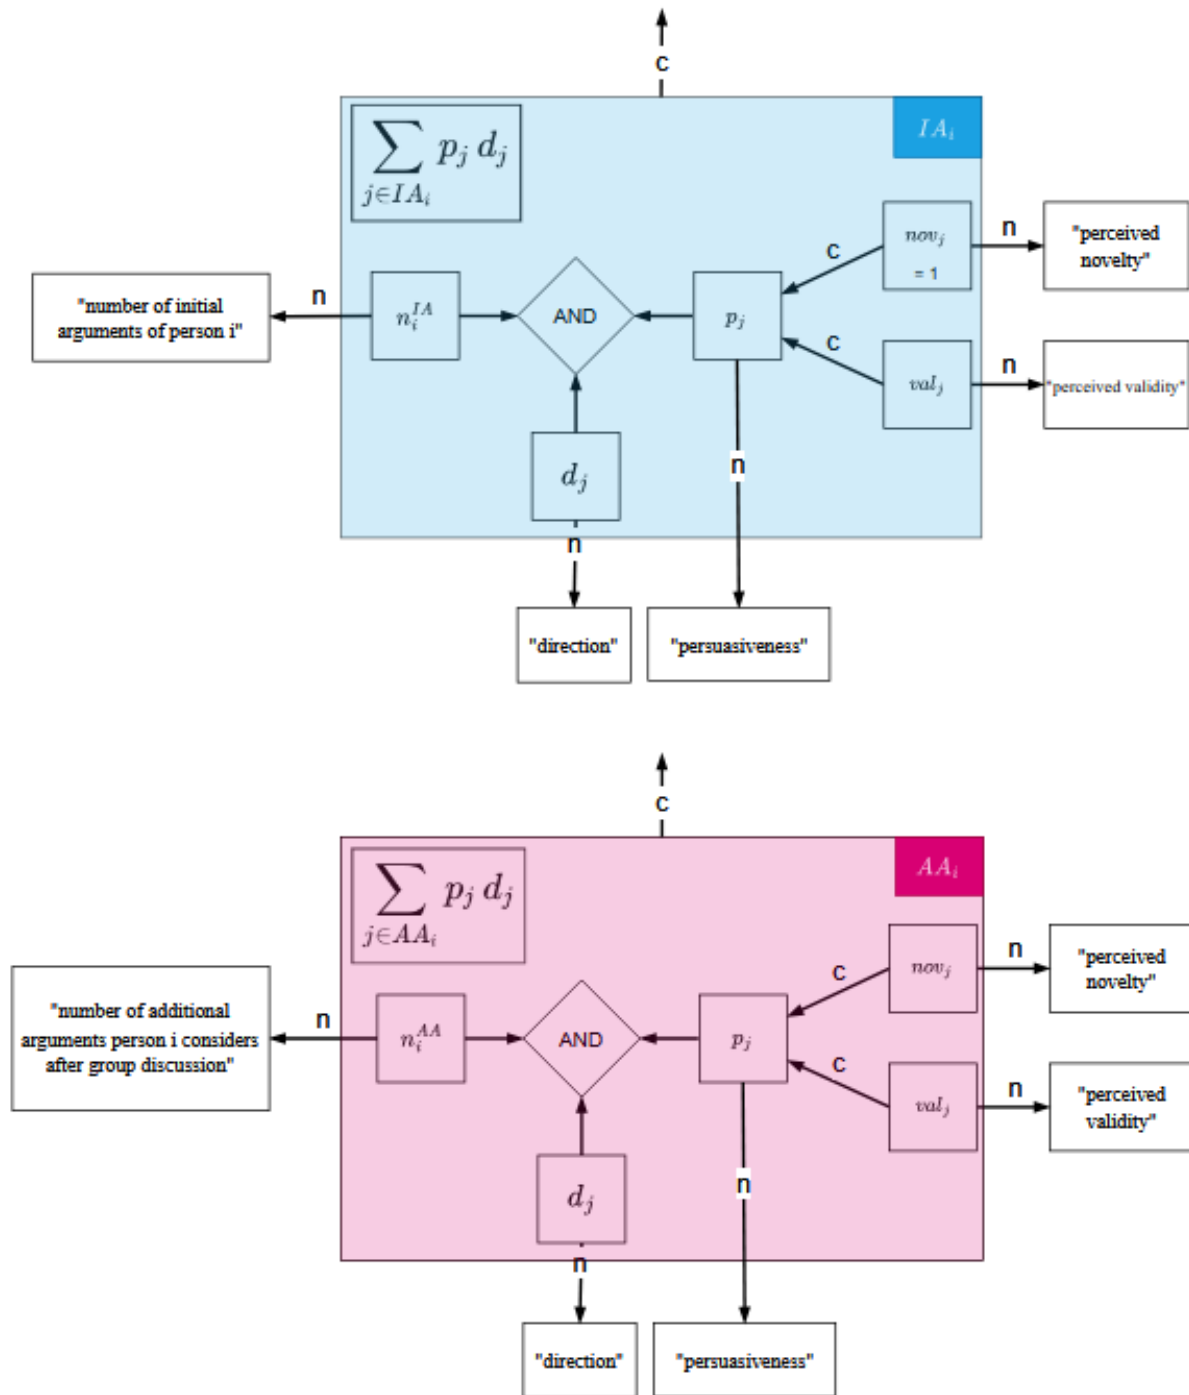 c
∑ p_j d_j
j∈IA_i
IA_i
nov_j
= 1
n
"perceived
novelty"
c
"number of initial
arguments of person i"
n
n_i^{IA}
AND
p_j
c
val_j
n
"perceived validity"
d_j
n
n
"direction"
"persuasiveness"
c
∑ p_j d_j
j∈AA_i
AA_i
nov_j
n
"perceived
novelty"
c
"number of additional
arguments person i considers
after group discussion"
n
n_i^{AA}
AND
p_j
c
val_j
n
"perceived
validity"
d_j
n
n
"direction"
"persuasiveness"